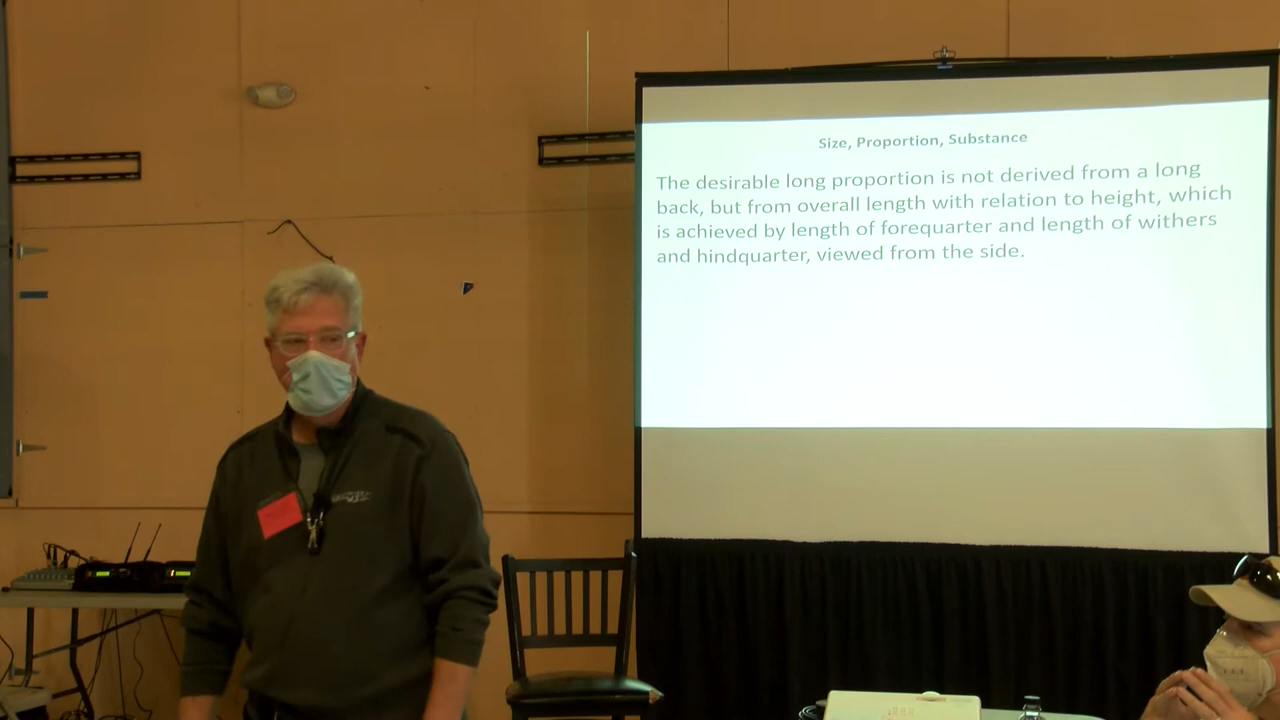 Size, Proportion, Substance
The desirable long proportion is not derived from a long
back, but from overall length with relation to height, which
is achieved by length of forequarter and length of withers
and hindquarter, viewed from the side.